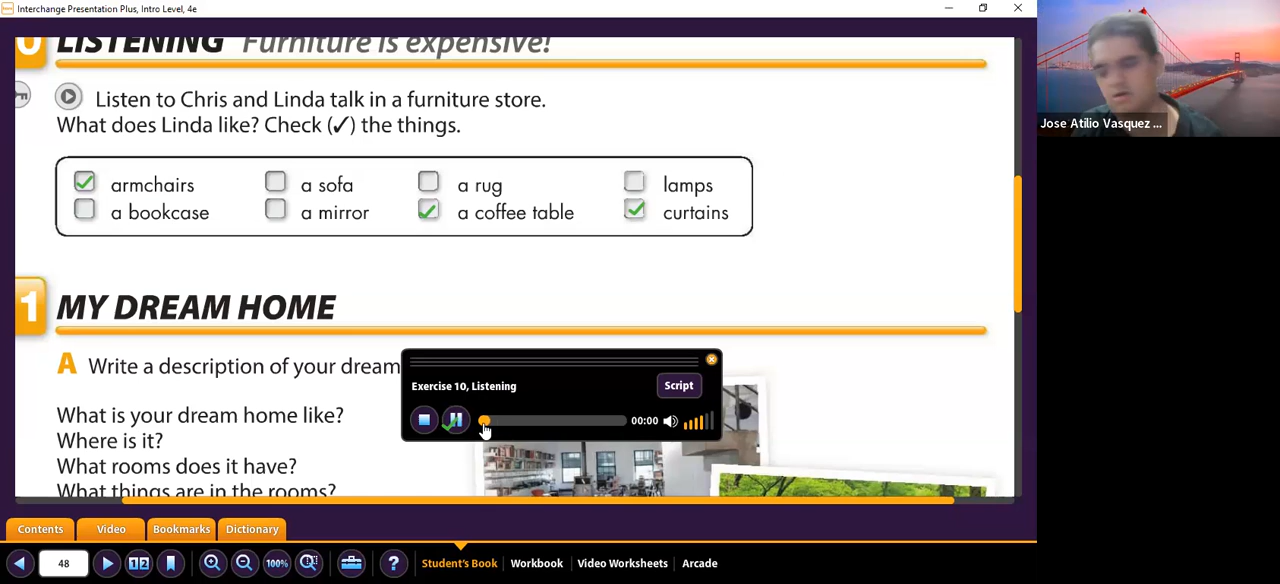 Interchange Presentation Plus, Intro Level, 4e
0 LISTENING Furniture is expensive!
Listen to Chris and Linda talk in a furniture store.
What does Linda like? Check (✓) the things.
armchairs a sofa a rug lamps
a bookcase a mirror a coffee table curtains
1 MY DREAM HOME
A Write a description of your dream
What is your dream home like?
Where is it?
What rooms does it have?
What things are in the rooms?
Exercise 10, Listening
Script
00:00
Jose Atilio Vasquez ...
Contents Video Bookmarks Dictionary
48 12 100% ? Student's Book Workbook Video Worksheets Arcade